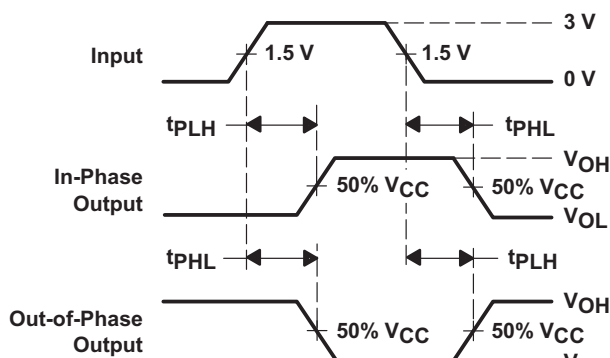 3 V
Input 1.5 V 1.5 V
0 V
tPLH tPHL
VOH
In-Phase Output 50% VCC 50% VCC
VOL
tPHL tPLH
VOH
Out-of-Phase Output 50% VCC 50% VCC